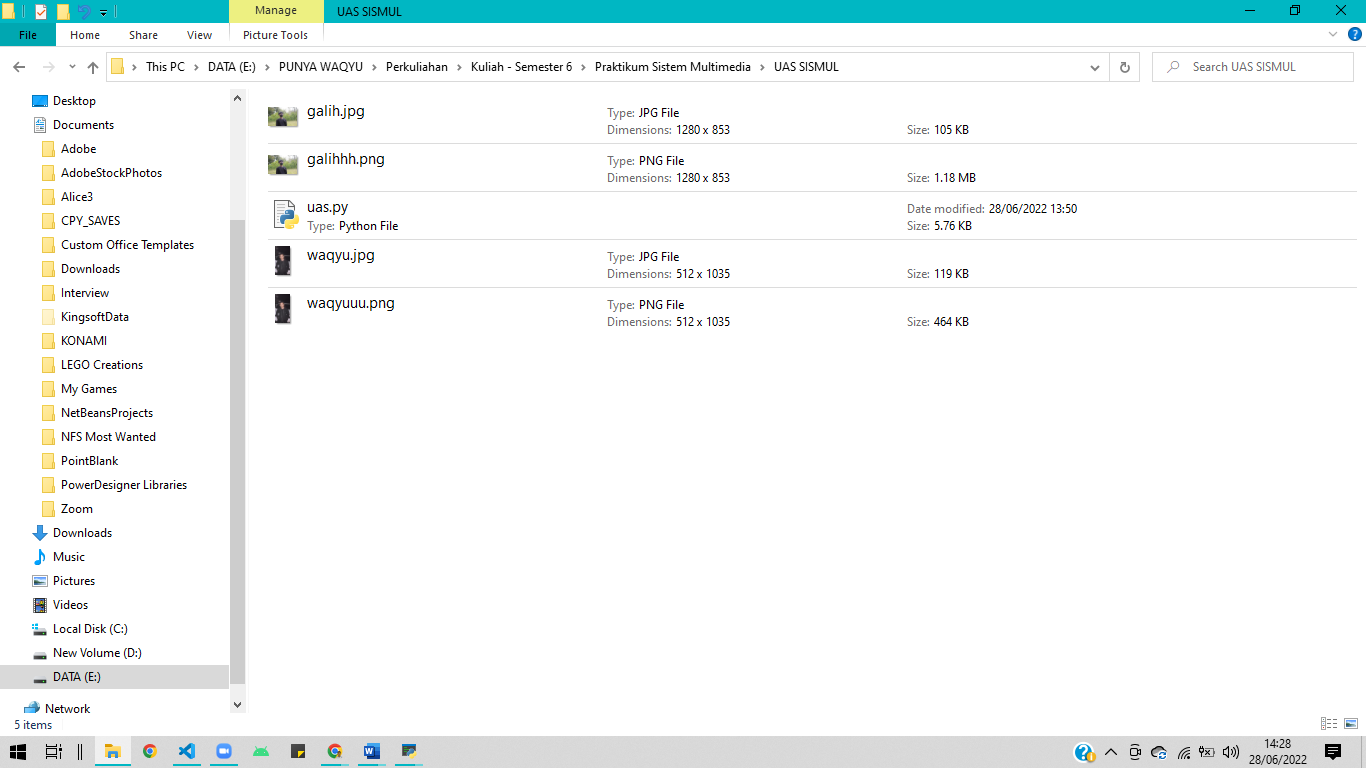 Manage
UAS SISMUL
File
Home
Share
View
Picture Tools
This PC
DATA (E:)
PUNYA WAQYU
Perkuliahan
Kuliah - Semester 6
Praktikum Sistem Multimedia
UAS SISMUL
Search UAS SISMUL
Desktop
Documents
Adobe
AdobeStockPhotos
Alice3
CPY_SAVES
Custom Office Templates
Downloads
Interview
KingsoftData
KONAMI
LEGO Creations
My Games
NetBeansProjects
NFS Most Wanted
PointBlank
PowerDesigner Libraries
Zoom
Downloads
Music
Pictures
Videos
Local Disk (C:)
New Volume (D:)
DATA (E:)
Network
galih.jpg
Type: JPG File
Dimensions: 1280 x 853
Size: 105 KB
galihhh.png
Type: PNG File
Dimensions: 1280 x 853
Size: 1.18 MB
uas.py
Type: Python File
Date modified: 28/06/2022 13:50
Size: 5.76 KB
waqyu.jpg
Type: JPG File
Dimensions: 512 x 1035
Size: 119 KB
waqyuuu.png
Type: PNG File
Dimensions: 512 x 1035
Size: 464 KB
5 items
14:28
28/06/2022